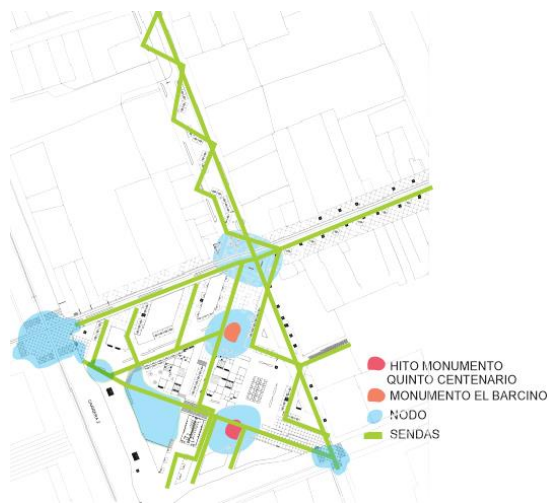 HITO MONUMENTO
QUINTO CENTENARIO
MONUMENTO EL BARCINO
NODO
SENDAS